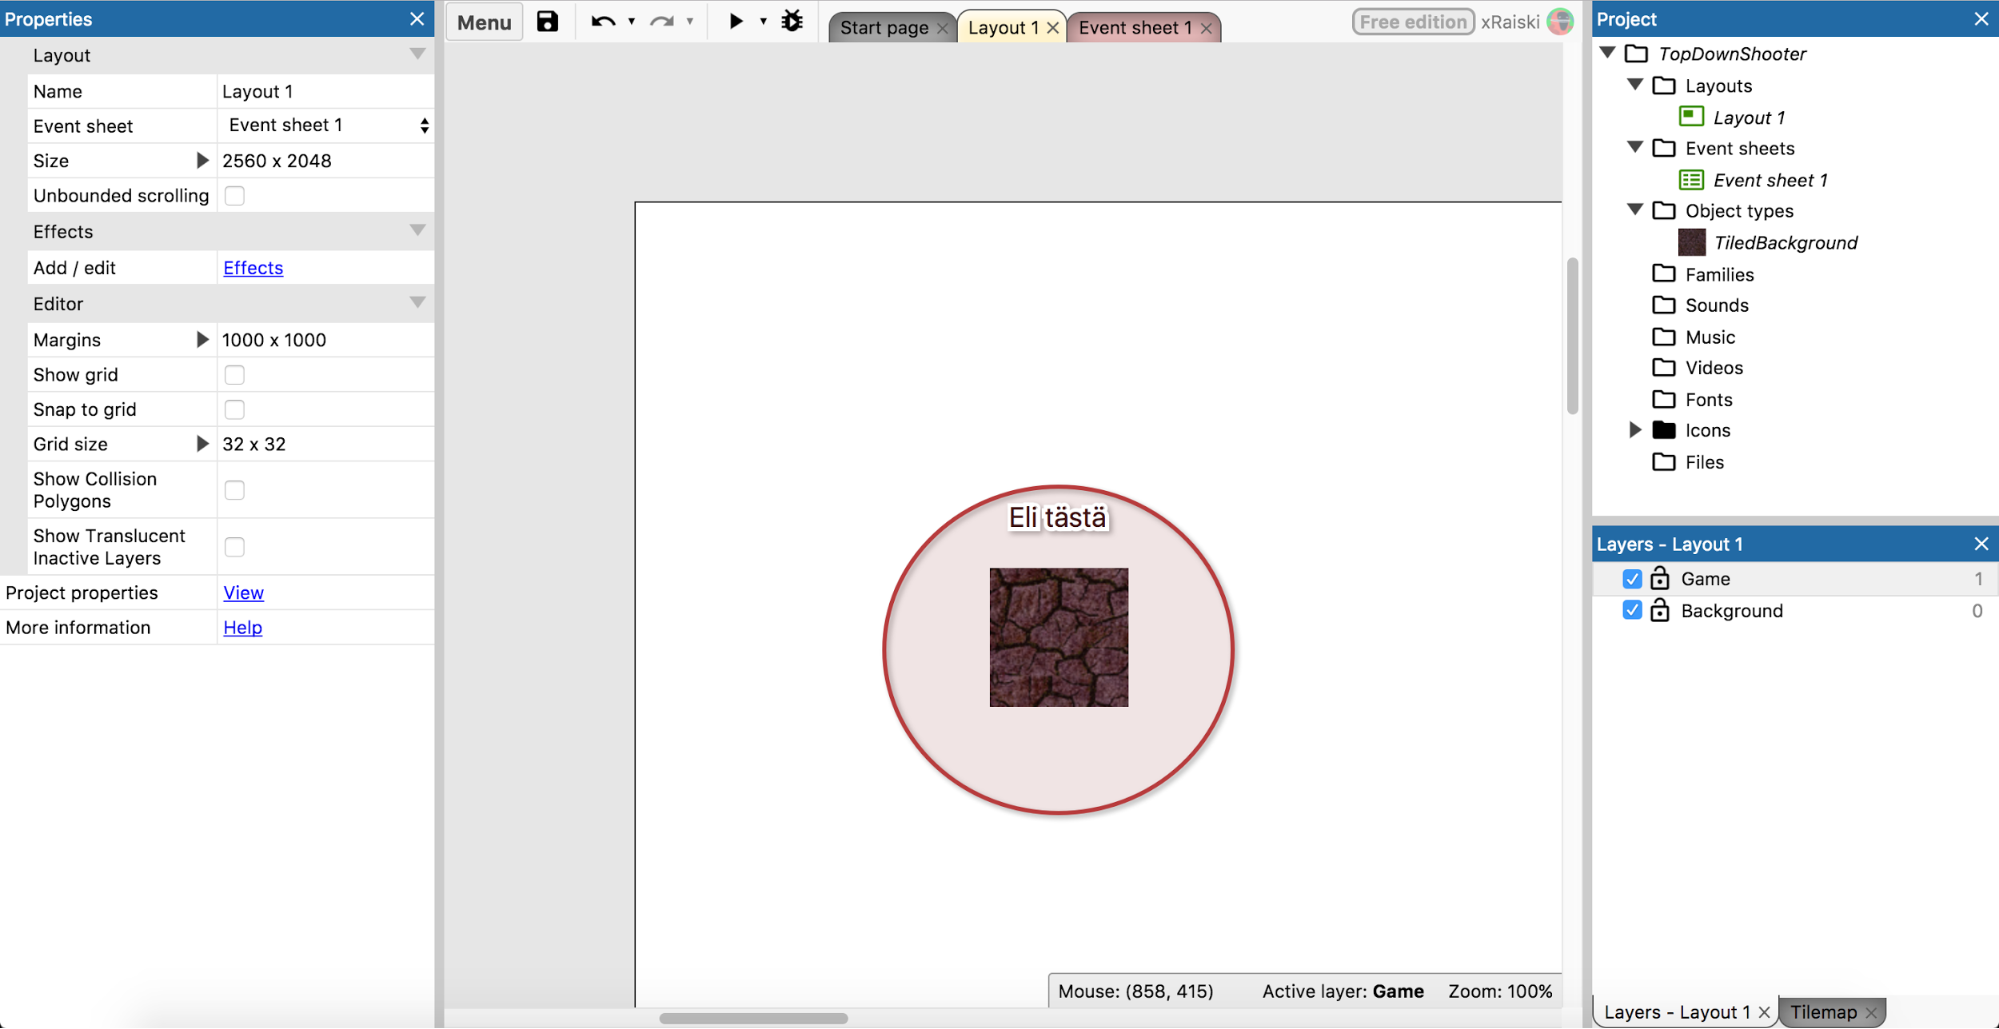 Properties
Layout
Name Layout 1
Event sheet Event sheet 1
Size 2560 x 2048
Unbounded scrolling
Effects
Add / edit Effects
Editor
Margins 1000 x 1000
Show grid
Snap to grid
Grid size 32 x 32
Show Collision
Polygons
Show Translucent
Inactive Layers
Project properties View
More information Help
Menu
Start page
Layout 1
Event sheet 1
Free edition xRaiski
Eli tästä
Mouse: (858, 415) Active layer: Game Zoom: 100%
Project
TopDownShooter
Layouts
Layout 1
Event sheets
Event sheet 1
Object types
TiledBackground
Families
Sounds
Music
Videos
Fonts
Icons
Files
Layers - Layout 1
Game 1
Background 0
Layers - Layout 1
Tilemap